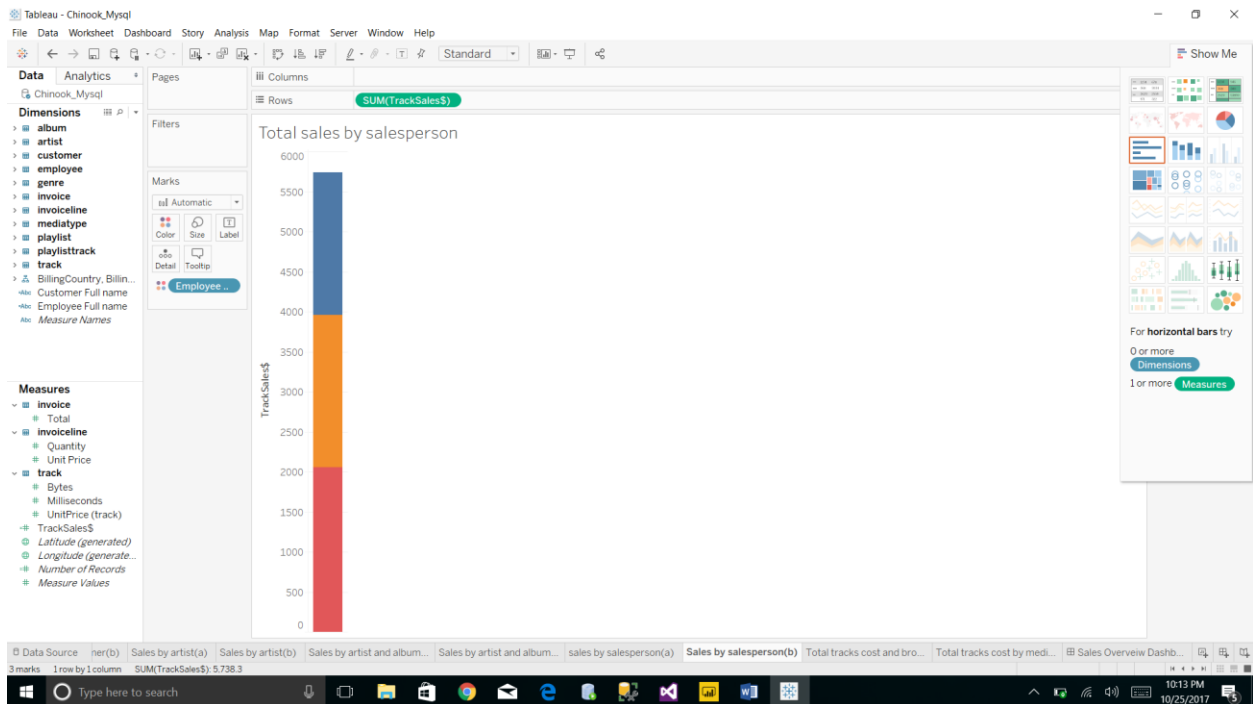 Tableau - Chinook_Mysql
File Data Worksheet Dashboard Story Analysis Map Format Server Window Help
Standard
Show Me
Data Analytics
Chinook_Mysql
Dimensions
album
artist
customer
employee
genre
invoice
invoiceline
mediatype
playlist
playlisttrack
track
BillingCountry, Billin...
Abc Customer Full name
Abc Employee Full name
Abc Measure Names
Measures
invoice
# Total
invoiceline
# Quantity
# Unit Price
track
# Bytes
# Milliseconds
# UnitPrice (track)
# TrackSales$
Latitude (generated)
Longitude (generate...
# Number of Records
# Measure Values
Pages
Filters
Marks
Automatic
Color Size Label
Detail Tooltip
Employee ..
Columns
Rows SUM(TrackSales$)
Total sales by salesperson
6000
5500
5000
4500
4000
3500
3000
2500
2000
1500
1000
500
0
TrackSales$
For horizontal bars try
0 or more
Dimensions
1 or more Measures
Data Source ner(b) Sales by artist(a) Sales by artist(b) Sales by artist and album... Sales by artist and album... sales by salesperson(a) Sales by salesperson(b) Total tracks cost and bro... Total tracks cost by medi... Sales Overveiw Dashb...
3 marks 1 row by 1 column SUM(TrackSales$): 5.738.3
Type here to search
10:13 PM
10/25/2017
5